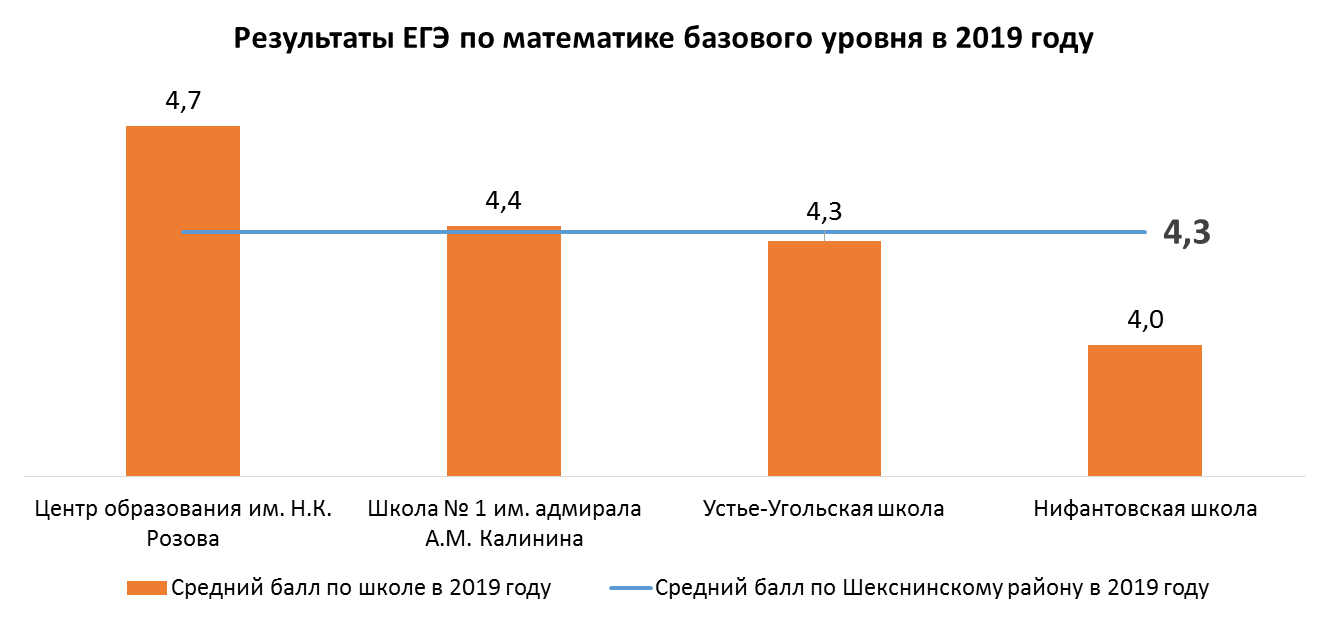 Результаты ЕГЭ по математике базового уровня в 2019 году
4,7
4,4
4,3
4,3
4,0
Центр образования им. Н.К.
Розова
Школа № 1 им. адмирала
А.М. Калинина
Устье-Угольская школа
Нифантовская школа
Средний балл по школе в 2019 году
Средний балл по Шекснинскому району в 2019 году